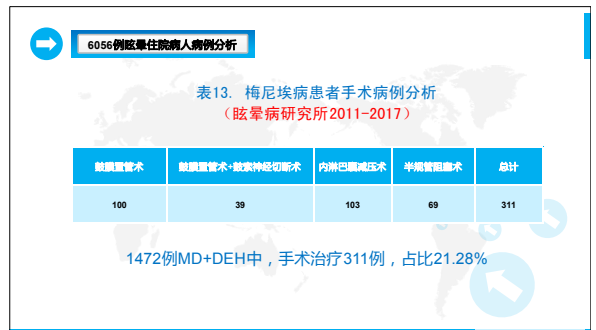 6056例眩晕住院病人病例分析
表13. 梅尼埃病患者手术病例分析
（眩晕病研究所2011-2017）
鼓膜置管术 鼓膜置管术+鼓索神经切断术 内淋巴囊减压术 半规管阻塞术 总计
100 39 103 69 311
1472例MD+DEH中，手术治疗311例，占比21.28%